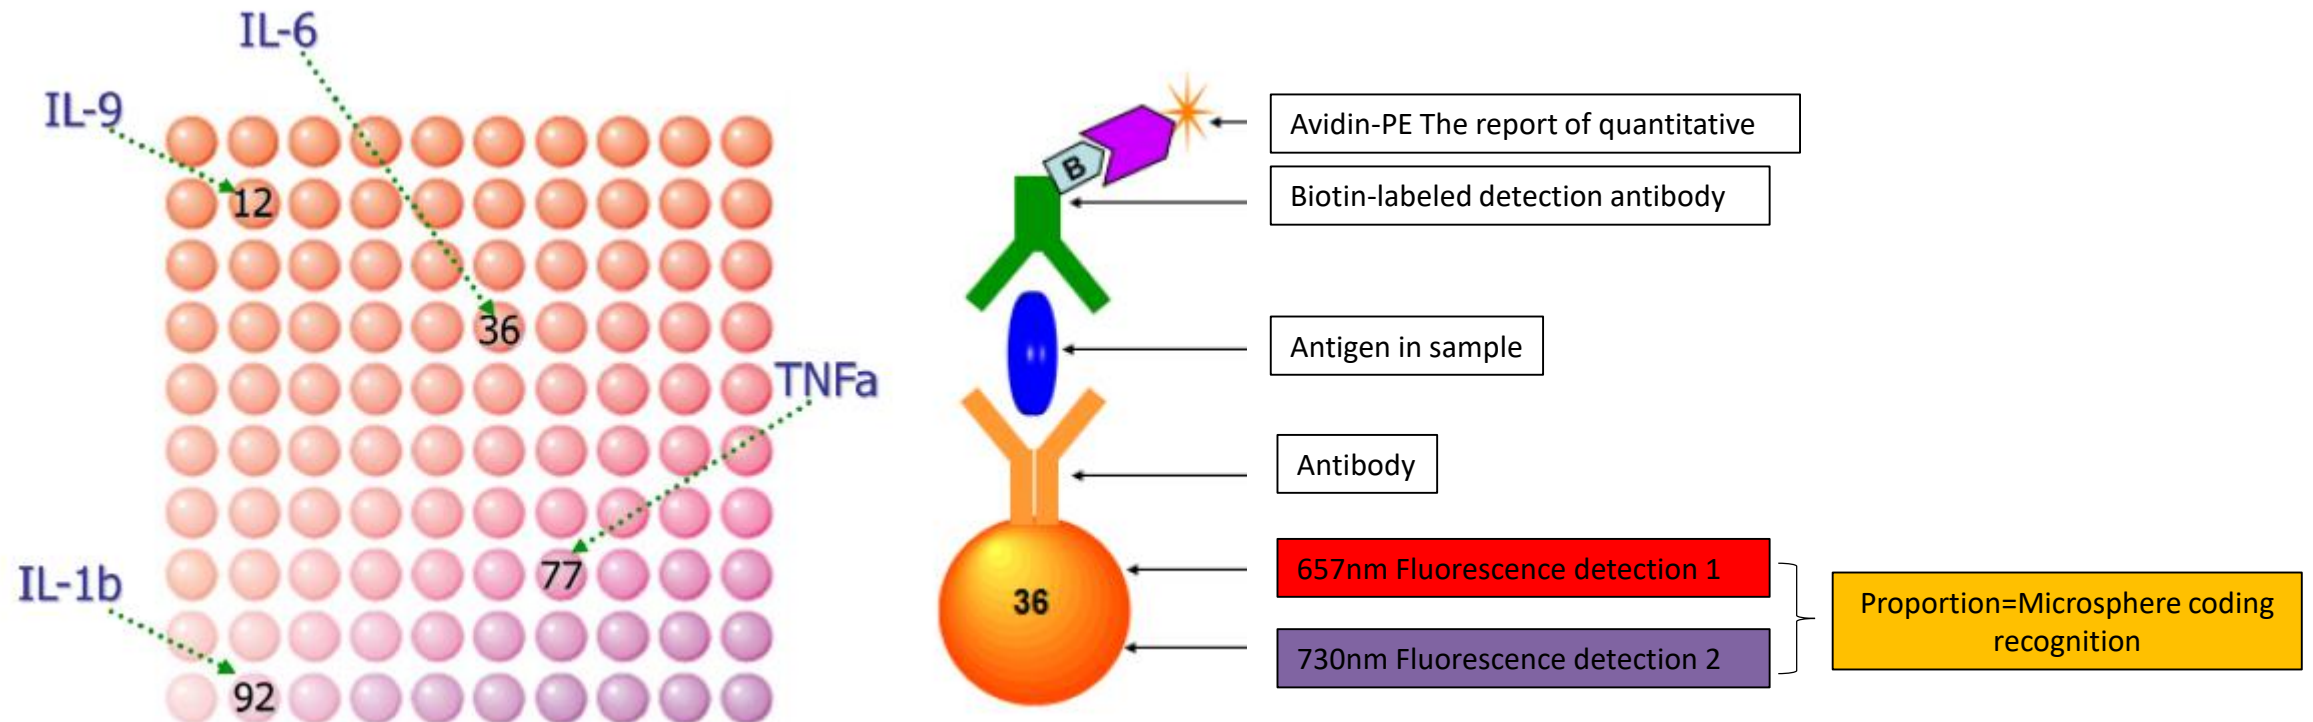 IL-6
IL-9
12
36
TNFa
77
IL-1b
92
B
36
Avidin-PE The report of quantitative
Biotin-labeled detection antibody
Antigen in sample
Antibody
657nm Fluorescence detection 1
730nm Fluorescence detection 2
Proportion=Microsphere coding
recognition